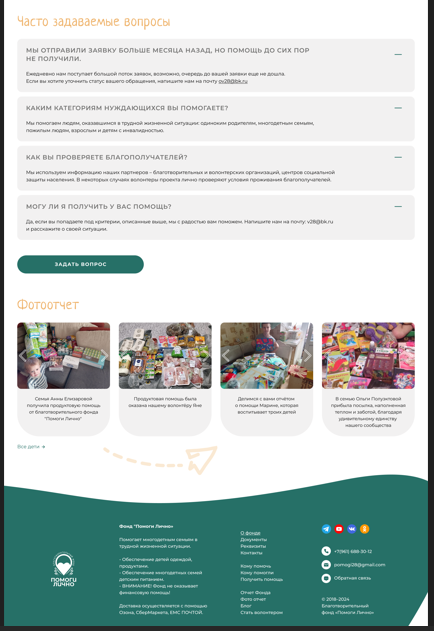 Часто задаваемые вопросы
МЫ ОТПРАВИЛИ ЗАЯВКУ БОЛЬШЕ МЕСЯЦА НАЗАД, НО ПОМОЩЬ ДО СИХ ПОР
НЕ ПОЛУЧИЛИ.
Ежедневно нам поступает большой поток заявок, возможно, очередь до вашей заявки еще не дошла.
Если вы хотите уточнить статус вашего обращения, напишите нам на почту ov28@bk.ru
КАКИМ КАТЕГОРИЯМ НУЖДАЮЩИХСЯ ВЫ ПОМОГАЕТЕ?
Мы помогаем людям, оказавшимся в трудной жизненной ситуации: одиноким родителям, многодетным семьям,
пожилым людям, взрослым и детям с инвалидностью.
КАК ВЫ ПРОВЕРЯЕТЕ БЛАГОПОЛУЧАТЕЛЕЙ?
Мы используем информацию наших партнеров – благотворительных и волонтерских организаций, центров социальной
защиты населения. В некоторых случаях волонтеры проекта лично проверяют условия проживания благополучателей.
МОГУ ЛИ Я ПОЛУЧИТЬ У ВАС ПОМОЩЬ?
Да, если вы попадаете под критерии, описанные выше, мы с радостью вам поможем. Напишите нам на почту: v28@bk.ru
и расскажите о своей ситуации.
ЗАДАТЬ ВОПРОС
Фотоотчет
Семья Анны Елизаровой
получила продуктовую помощь
от благотворительного фонда
"Помоги Лично"
Продуктовая помощь была
оказана нашему волонтёру Яне
Делимся с вами отчётом
о помощи Марине, которая
воспитывает троих детей
В семью Ольги Полуэктовой
прибыла посылка, наполненная
теплом и заботой, благодаря
удивительному единству
нашего сообщества
Все дети →
ПОМОГИ
ЛИЧНО
Фонд "Помоги Лично"
Помогает многодетным семьям в
трудной жизненной ситуации.
- Обеспечение детей одеждой,
продуктами.
- Обеспечение многодетных семей
детским питанием.
- ВНИМАНИЕ! Фонд не оказывает
финансовую помощь!
Доставка осуществляется с помощью
Озона, СберМаркета, ЕМС ПОЧТОЙ.
О фонде
Документы
Реквизиты
Контакты
Кому помочь
Кому помогли
Получить помощь
Отчет Фонда
Фото отчет
Блог
Стать волонтером
+7(961) 688-30-12
pomogi28@gmail.com
Обратная связь
© 2018-2024
Благотворительный
фонд «Помоги Лично»